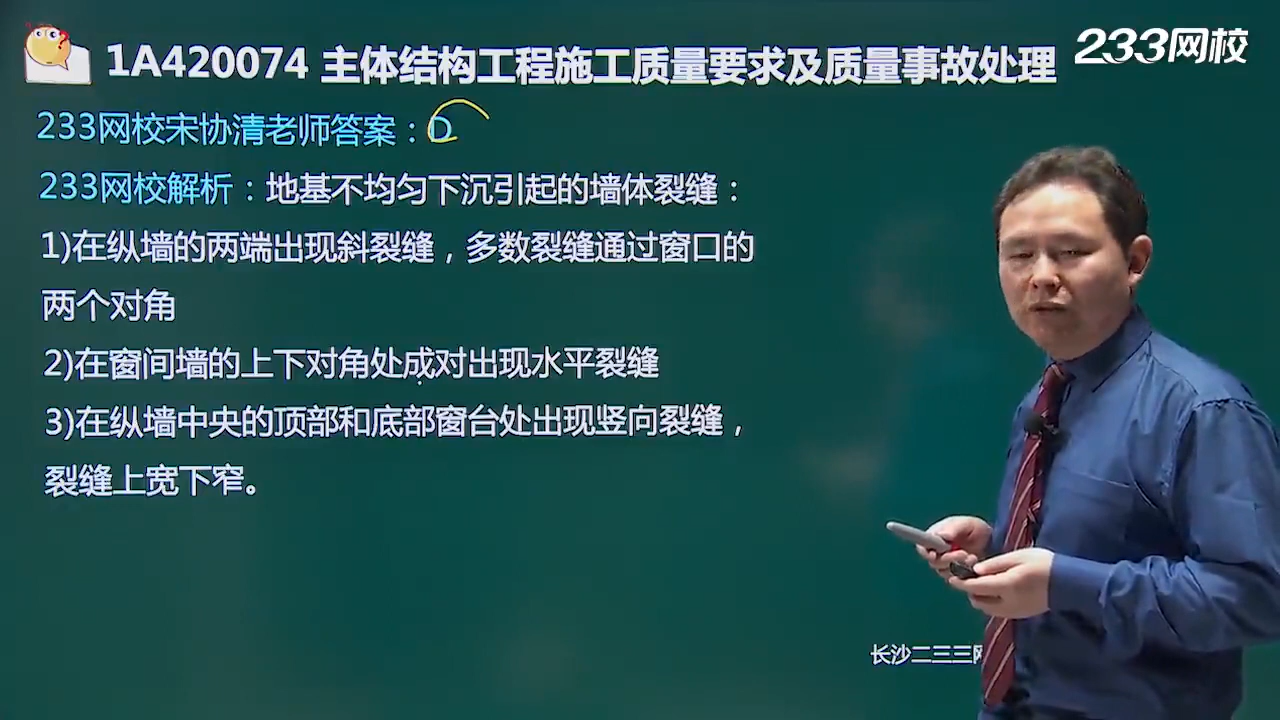 1A420074 主体结构工程施工质量要求及质量事故处理
233网校
233网校宋协清老师答案：D
233网校解析：地基不均匀下沉引起的墙体裂缝：
1)在纵墙的两端出现斜裂缝，多数裂缝通过窗口的
两个对角
2)在窗间墙的上下对角处成对出现水平裂缝
3)在纵墙中央的顶部和底部窗台处出现竖向裂缝，
裂缝上宽下窄。
长沙二三三网